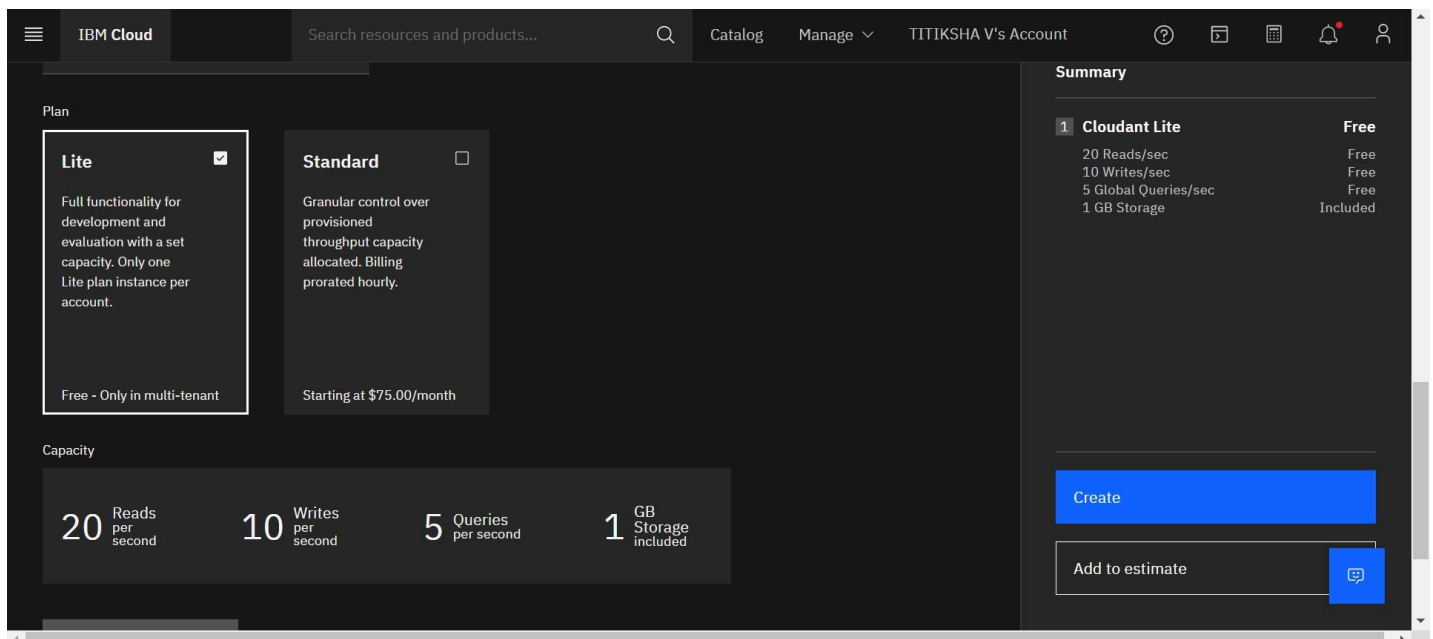 IBM Cloud
Search resources and products...
Catalog
Manage
TITIKSHA V's Account
Plan
Lite
Full functionality for
development and
evaluation with a set
capacity. Only one
Lite plan instance per
account.
Free - Only in multi-tenant
Standard
Granular control over
provisioned
throughput capacity
allocated. Billing
prorated hourly.
Starting at $75.00/month
Capacity
20 Reads
per
second
10 Writes
per
second
5 Queries
per second
1 GB
Storage
included
Summary
1 Cloudant Lite Free
20 Reads/sec Free
10 Writes/sec Free
5 Global Queries/sec Free
1 GB Storage Included
Create
Add to estimate